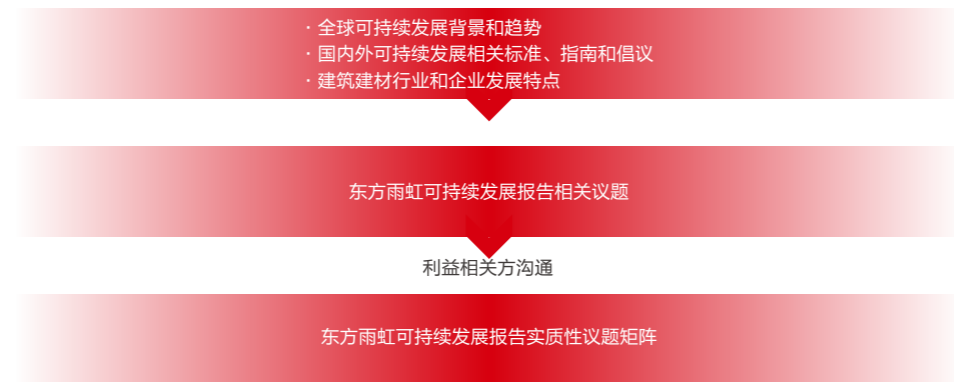 · 全球可持续发展背景和趋势
· 国内外可持续发展相关标准、指南和倡议
· 建筑建材行业和企业发展特点
东方雨虹可持续发展报告相关议题
利益相关方沟通
东方雨虹可持续发展报告实质性议题矩阵